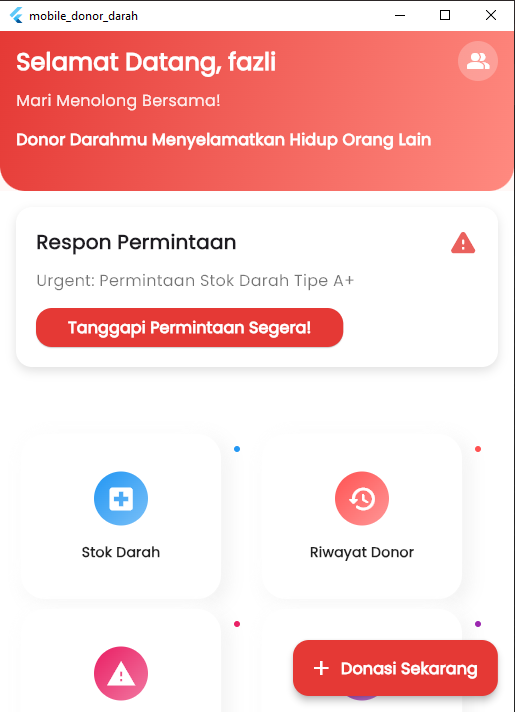 mobile_donor_darah
Selamat Datang, fazli
Mari Menolong Bersama!
Donor Darahmu Menyelamatkan Hidup Orang Lain
Respon Permintaan
Urgent: Permintaan Stok Darah Tipe A+
Tanggapi Permintaan Segera!
Stok Darah
Riwayat Donor
Donasi Sekarang